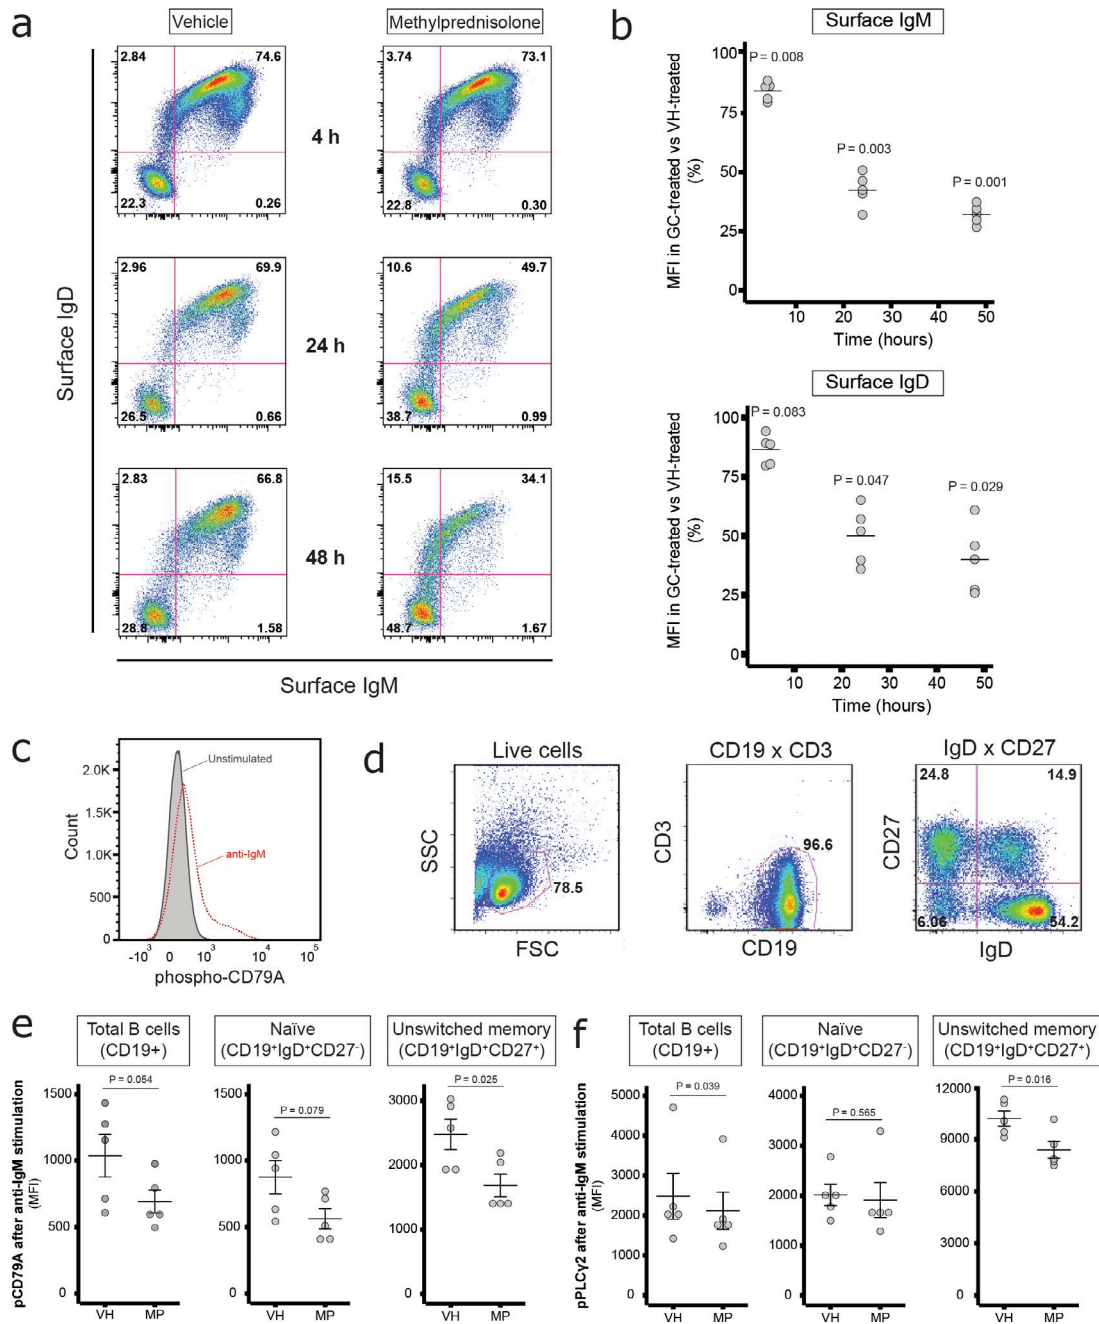 a
Vehicle
Methylprednisolone
2.84 74.6
3.74 73.1
4 h
22.3 0.26
22.8 0.30
2.96 69.9
10.6 49.7
24 h
26.5 0.66
38.7 0.99
2.83 66.8
15.5 34.1
48 h
28.8 1.58
48.7 1.67
Surface IgD
Surface IgM
b
Surface IgM
100
75
50
25
0
P = 0.008
P = 0.003
P = 0.001
MFI in GC-treated vs VH-treated
(%)
10 20 30 40 50
Time (hours)
Surface IgD
100
75
50
25
0
P = 0.083
P = 0.047
P = 0.029
MFI in GC-treated vs VH-treated
(%)
10 20 30 40 50
Time (hours)
c
2.0K
1.5K
1.0K
500
0
Count
Unstimulated
anti-IgM
-10³ 0 10³ 10⁴ 10⁵
phospho-CD79A
d
Live cells
SSC
78.5
FSC
CD19 x CD3
CD3
96.6
CD19
IgD x CD27
24.8 14.9
CD27
6.06 54.2
IgD
e
Total B cells
(CD19+)
Naïve
(CD19⁺IgD⁺CD27⁻)
Unswitched memory
(CD19⁺IgD⁺CD27⁺)
pCD79A after anti-IgM stimulation
(MFI)
P = 0.054
1500
1000
500
0
VH MP
P = 0.079
1500
1000
500
0
VH MP
P = 0.025
3000
2000
1000
0
VH MP
f
Total B cells
(CD19+)
Naïve
(CD19⁺IgD⁺CD27⁻)
Unswitched memory
(CD19⁺IgD⁺CD27⁺)
pPLCγ2 after anti-IgM stimulation
(MFI)
P = 0.039
5000
4000
3000
2000
1000
0
VH MP
P = 0.565
4000
3000
2000
1000
0
VH MP
P = 0.016
12000
9000
6000
3000
0
VH MP